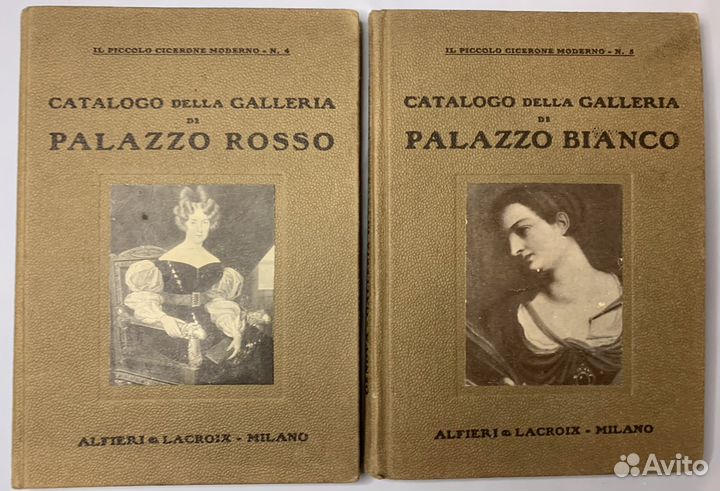 IL PICCOLO CICERONE MODERNO - N. 4
CATALOGO DELLA GALLERIA
DI
PALAZZO ROSSO
ALFIERI & LACROIX - MILANO
IL PICCOLO CICERONE MODERNO - N. 5
CATALOGO DELLA GALLERIA
DI
PALAZZO BIANCO
ALFIERI & LACROIX - MILANO
Avito